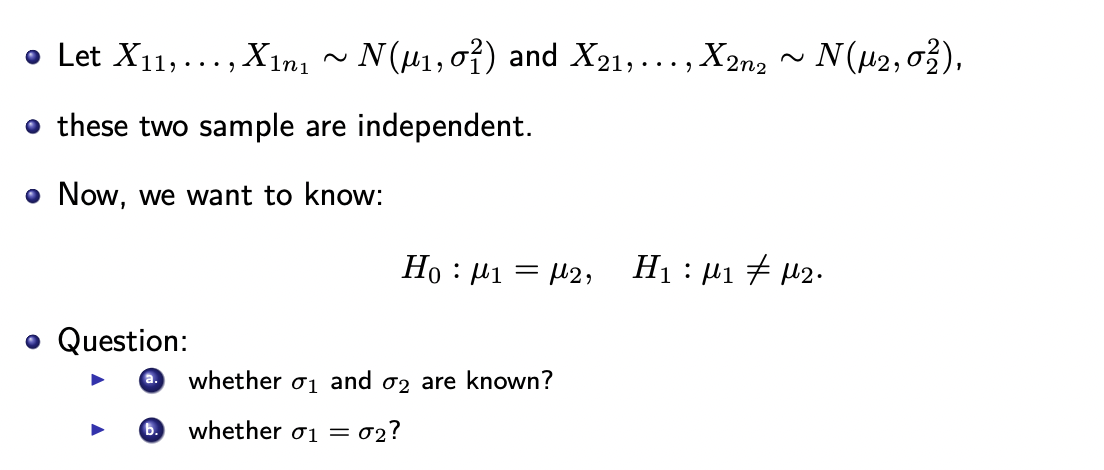 Let $X_{11}, \ldots, X_{1n_1} \sim N(\mu_1, \sigma_1^2)$ and $X_{21}, \ldots, X_{2n_2} \sim N(\mu_2, \sigma_2^2)$,
these two sample are independent.
Now, we want to know:
$H_0 : \mu_1 = \mu_2, \quad H_1 : \mu_1 \neq \mu_2.$
Question:
a. whether $\sigma_1$ and $\sigma_2$ are known?
b. whether $\sigma_1 = \sigma_2$?